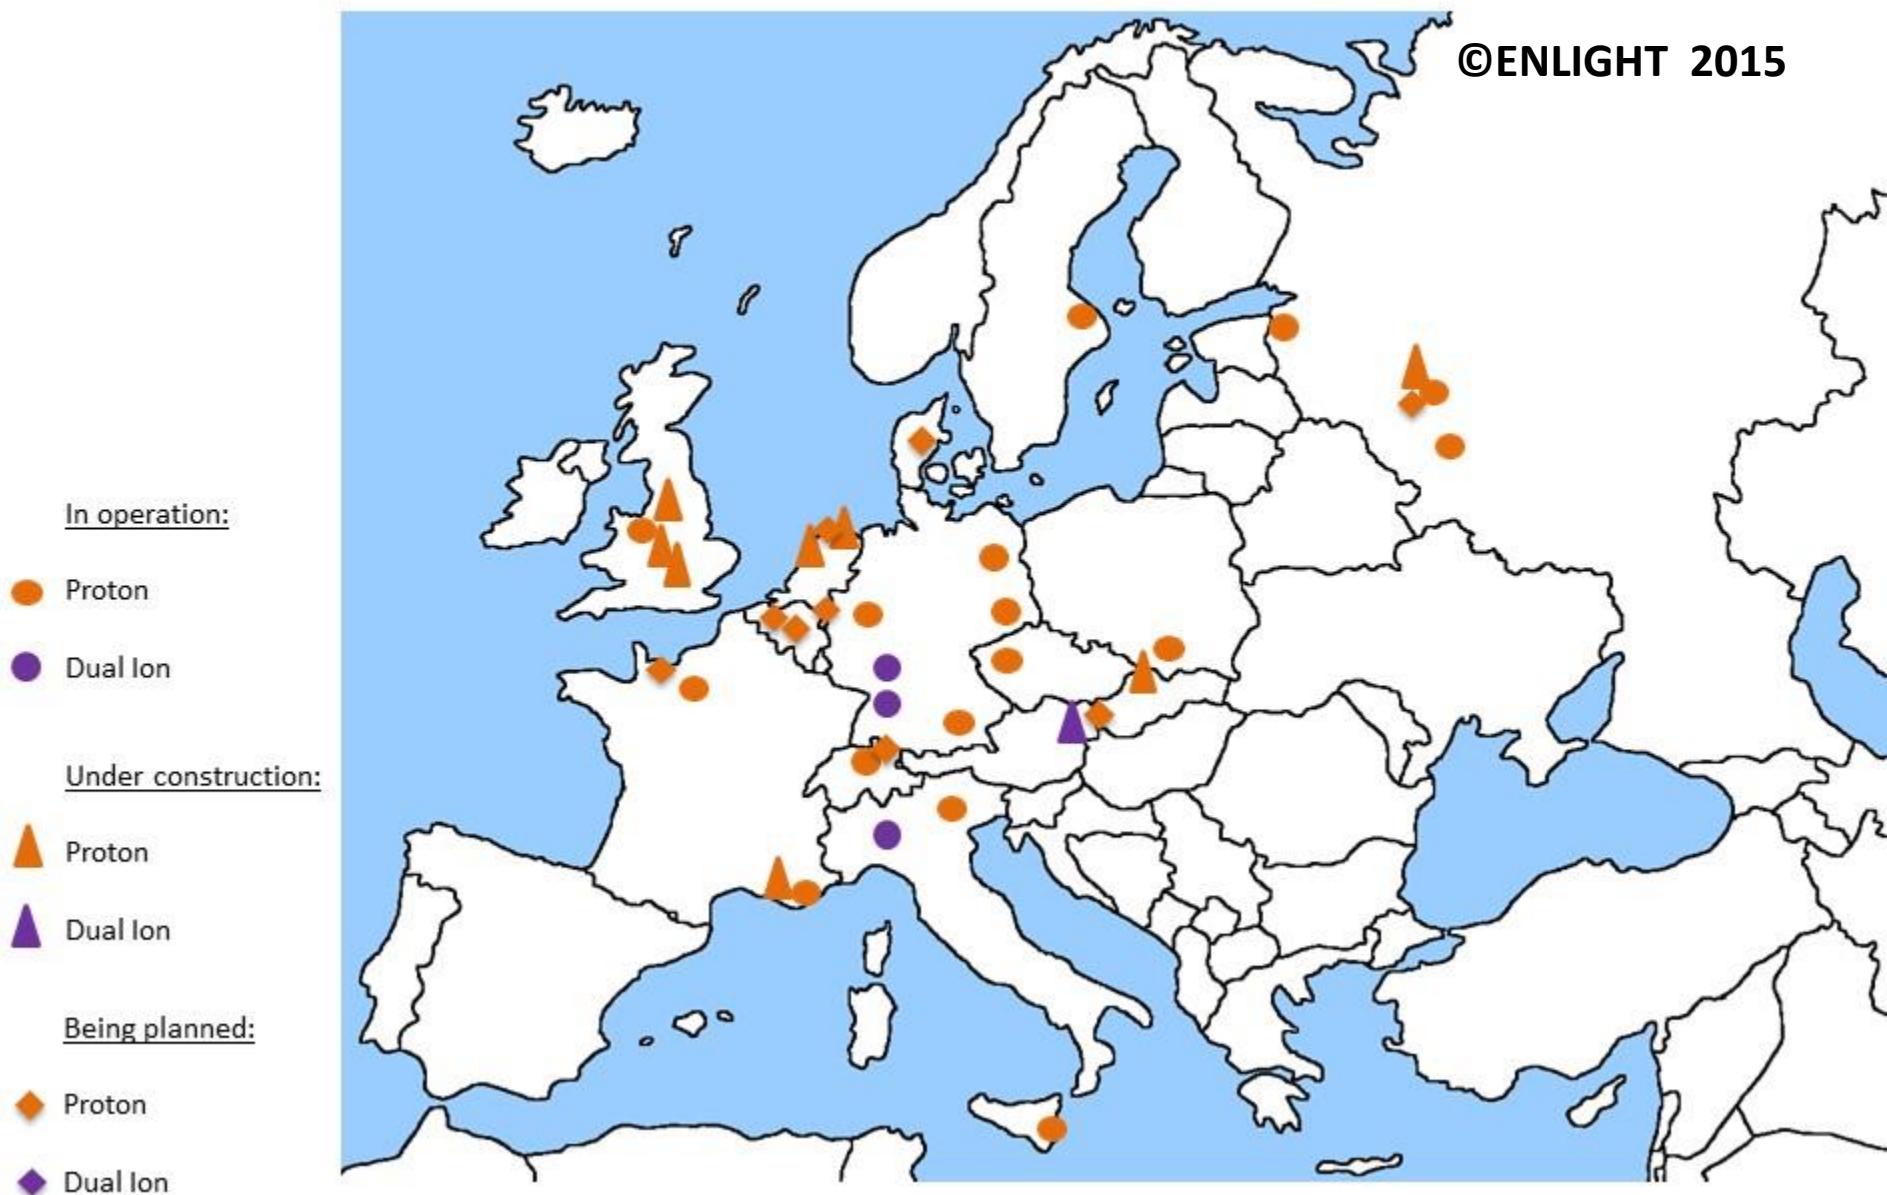 ©ENLIGHT 2015
In operation:
Proton
Dual Ion
Under construction:
Proton
Dual Ion
Being planned:
Proton
Dual Ion